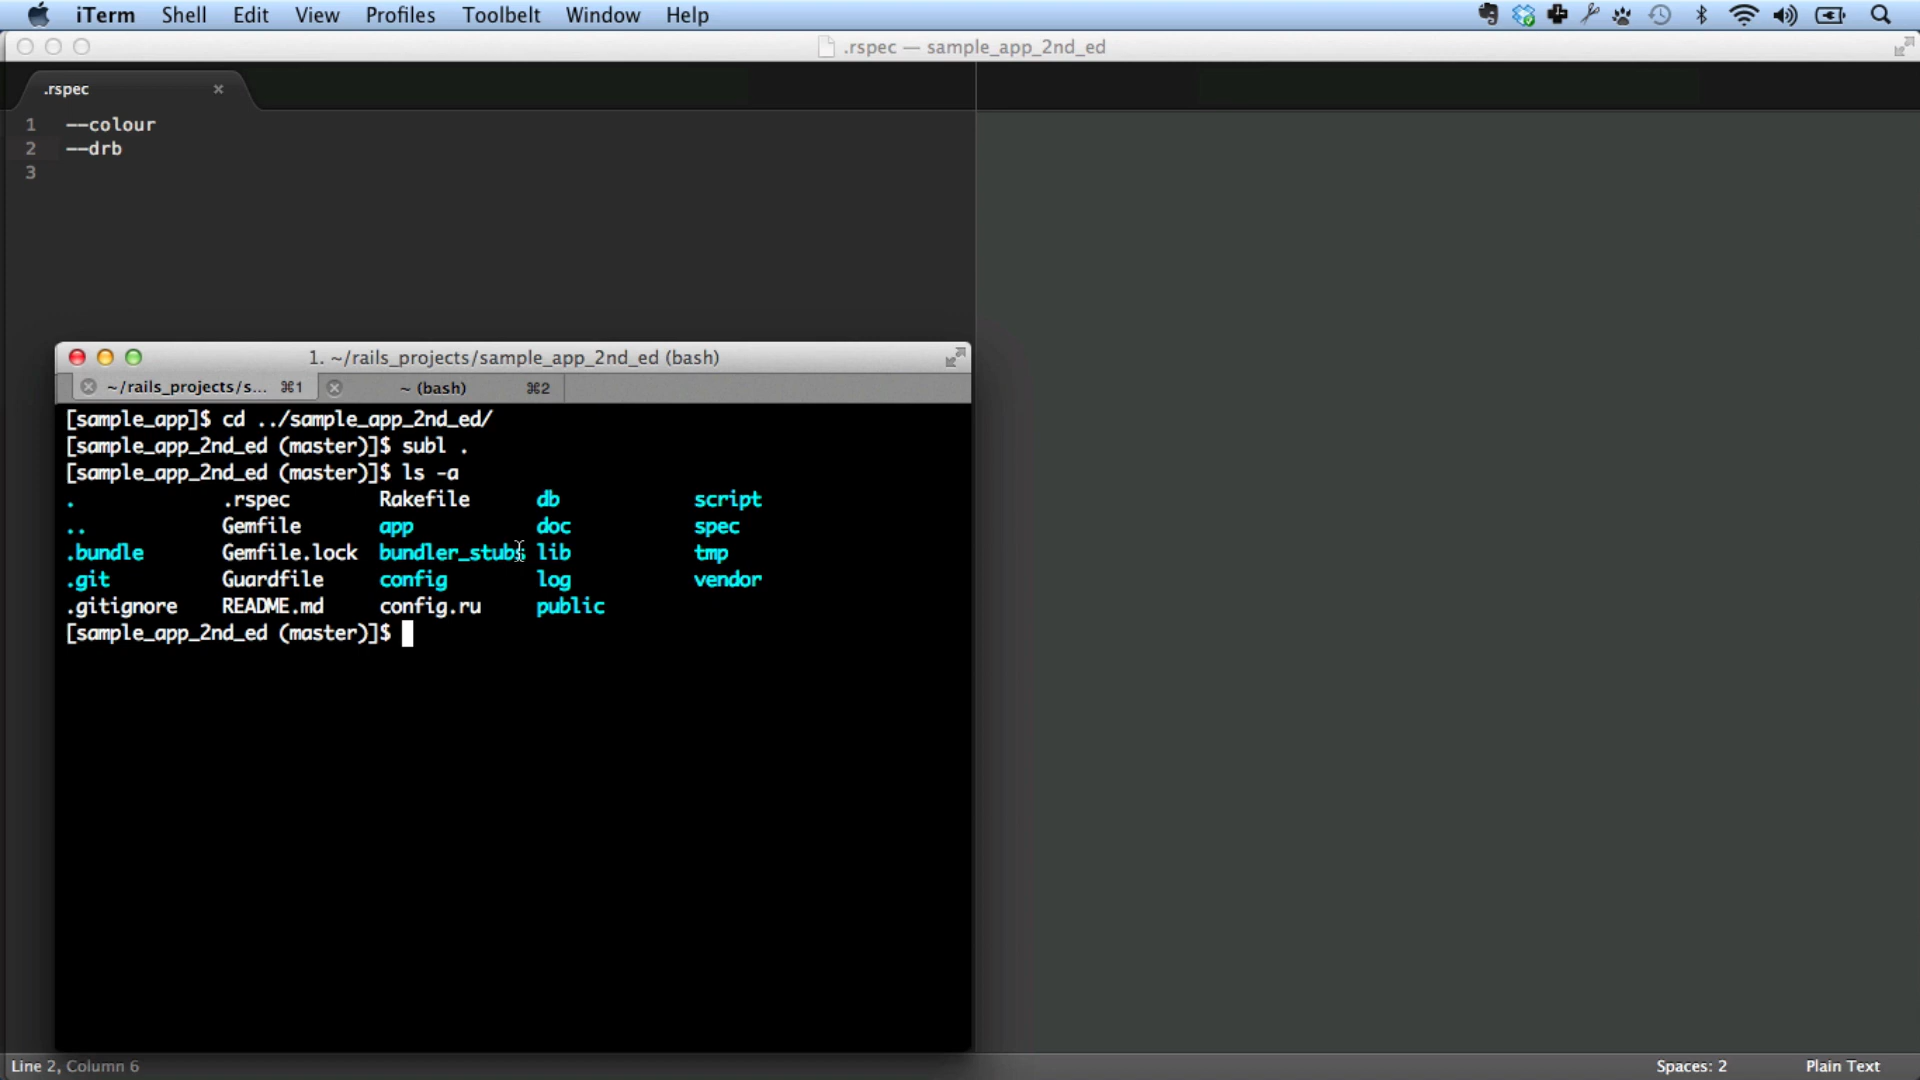 iTerm Shell Edit View Profiles Toolbelt Window Help
.rspec — sample_app_2nd_ed
.rspec
1 --colour
2 --drb
3
1. ~/rails_projects/sample_app_2nd_ed (bash)
~/rails_projects/s... ⌘1 ~ (bash) ⌘2
[sample_app]$ cd ../sample_app_2nd_ed/
[sample_app_2nd_ed (master)]$ subl .
[sample_app_2nd_ed (master)]$ ls -a
. .rspec Rakefile db script
.. Gemfile app doc spec
.bundle Gemfile.lock bundler_stubs lib tmp
.git Guardfile config log vendor
.gitignore README.md config.ru public
[sample_app_2nd_ed (master)]$
Line 2, Column 6 Spaces: 2 Plain Text